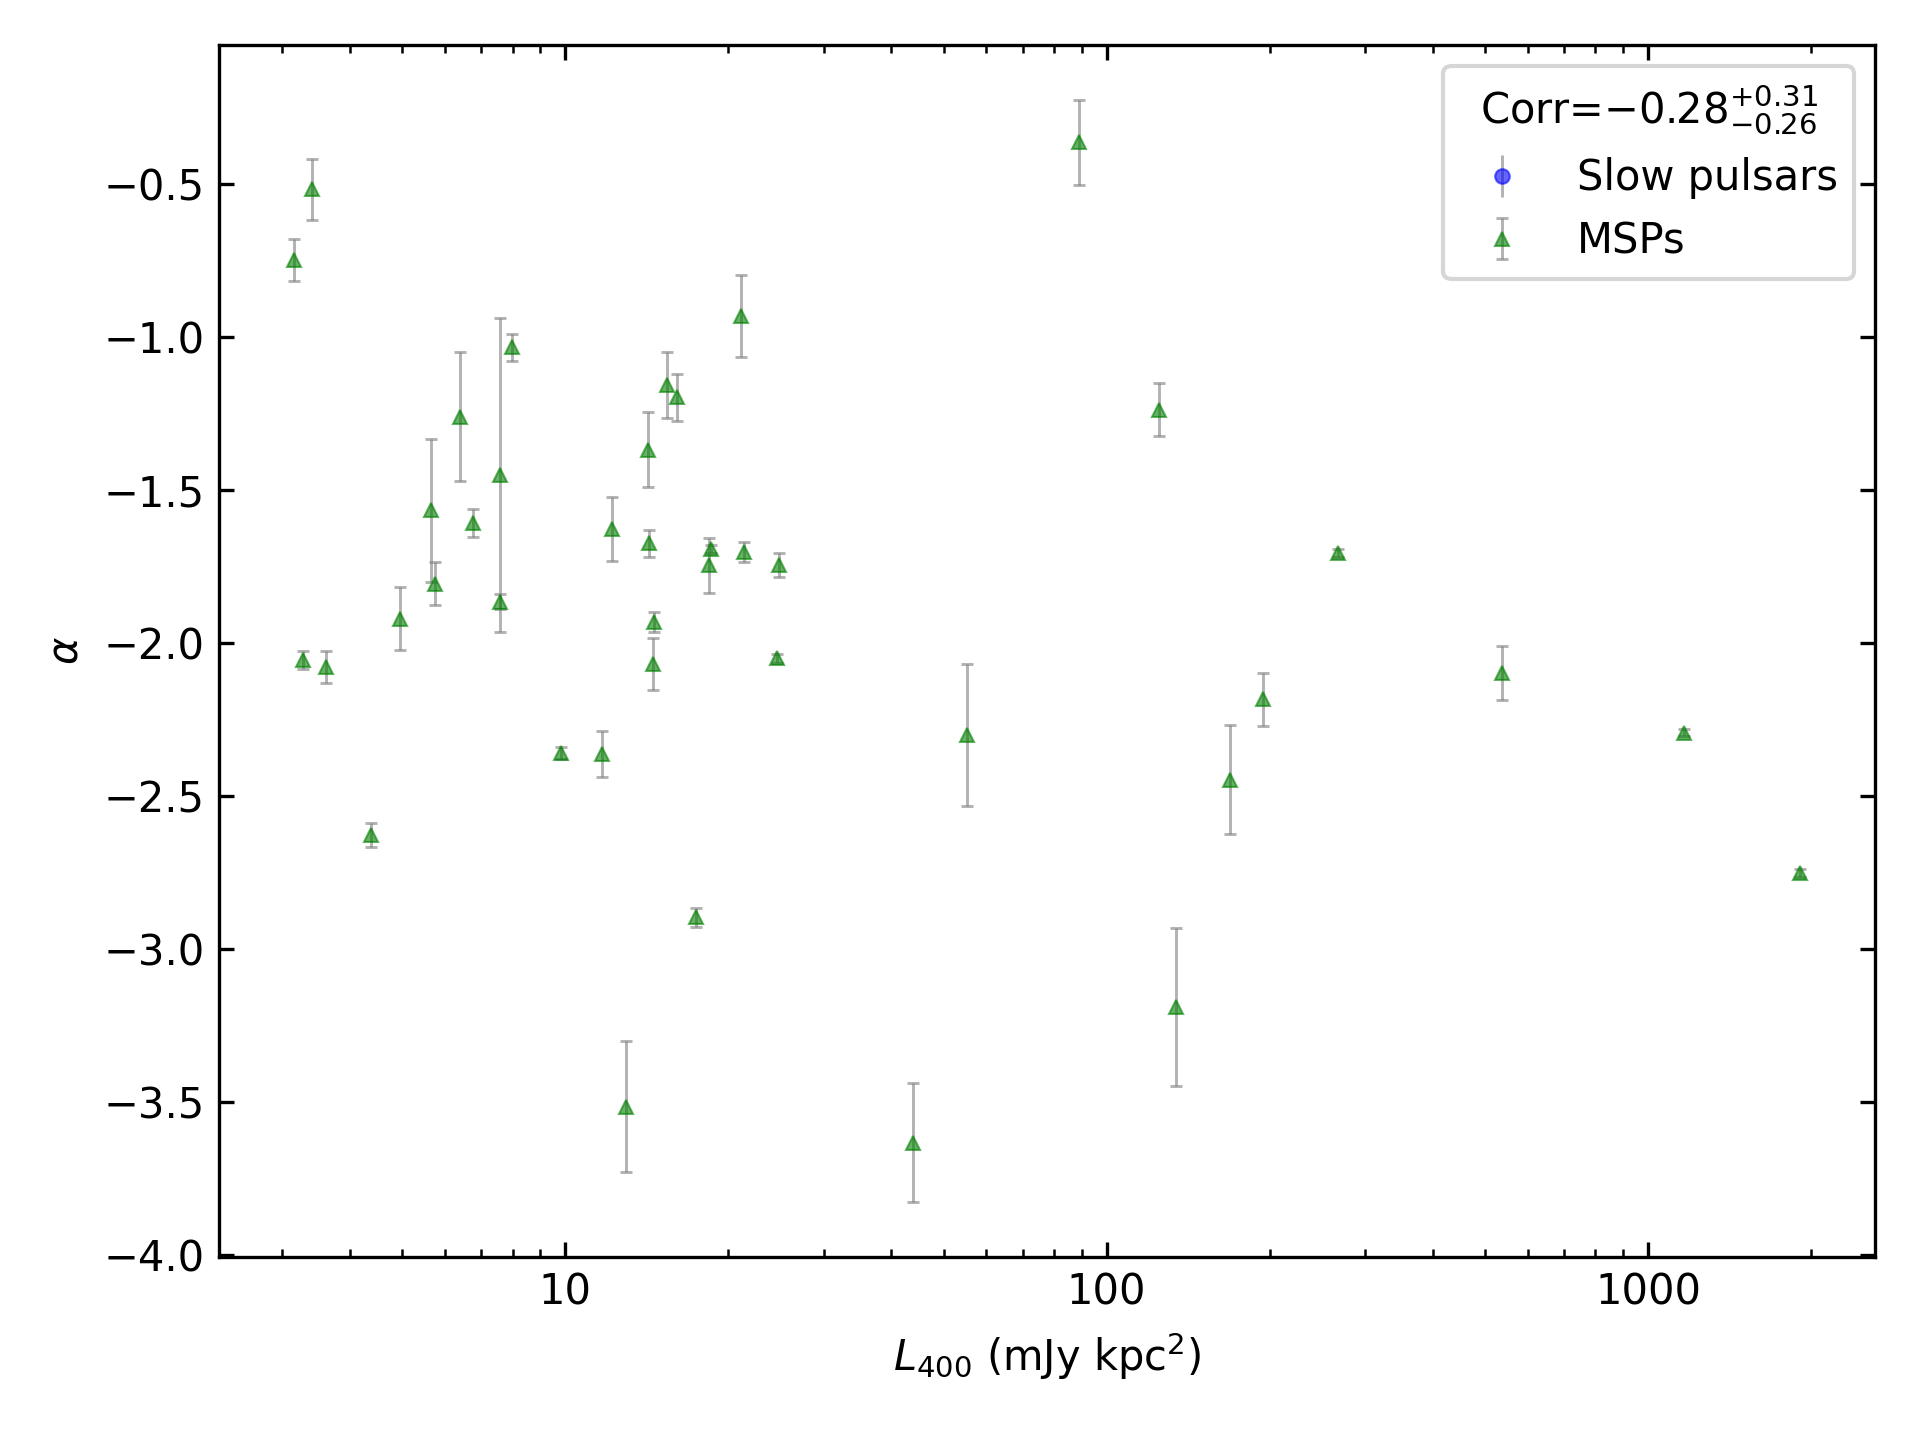 Corr=−0.28+0.31−0.26
Slow pulsars
MSPs
−0.5
−1.0
−1.5
−2.0
−2.5
−3.0
−3.5
−4.0
α
10 100 1000
L400 (mJy kpc²)